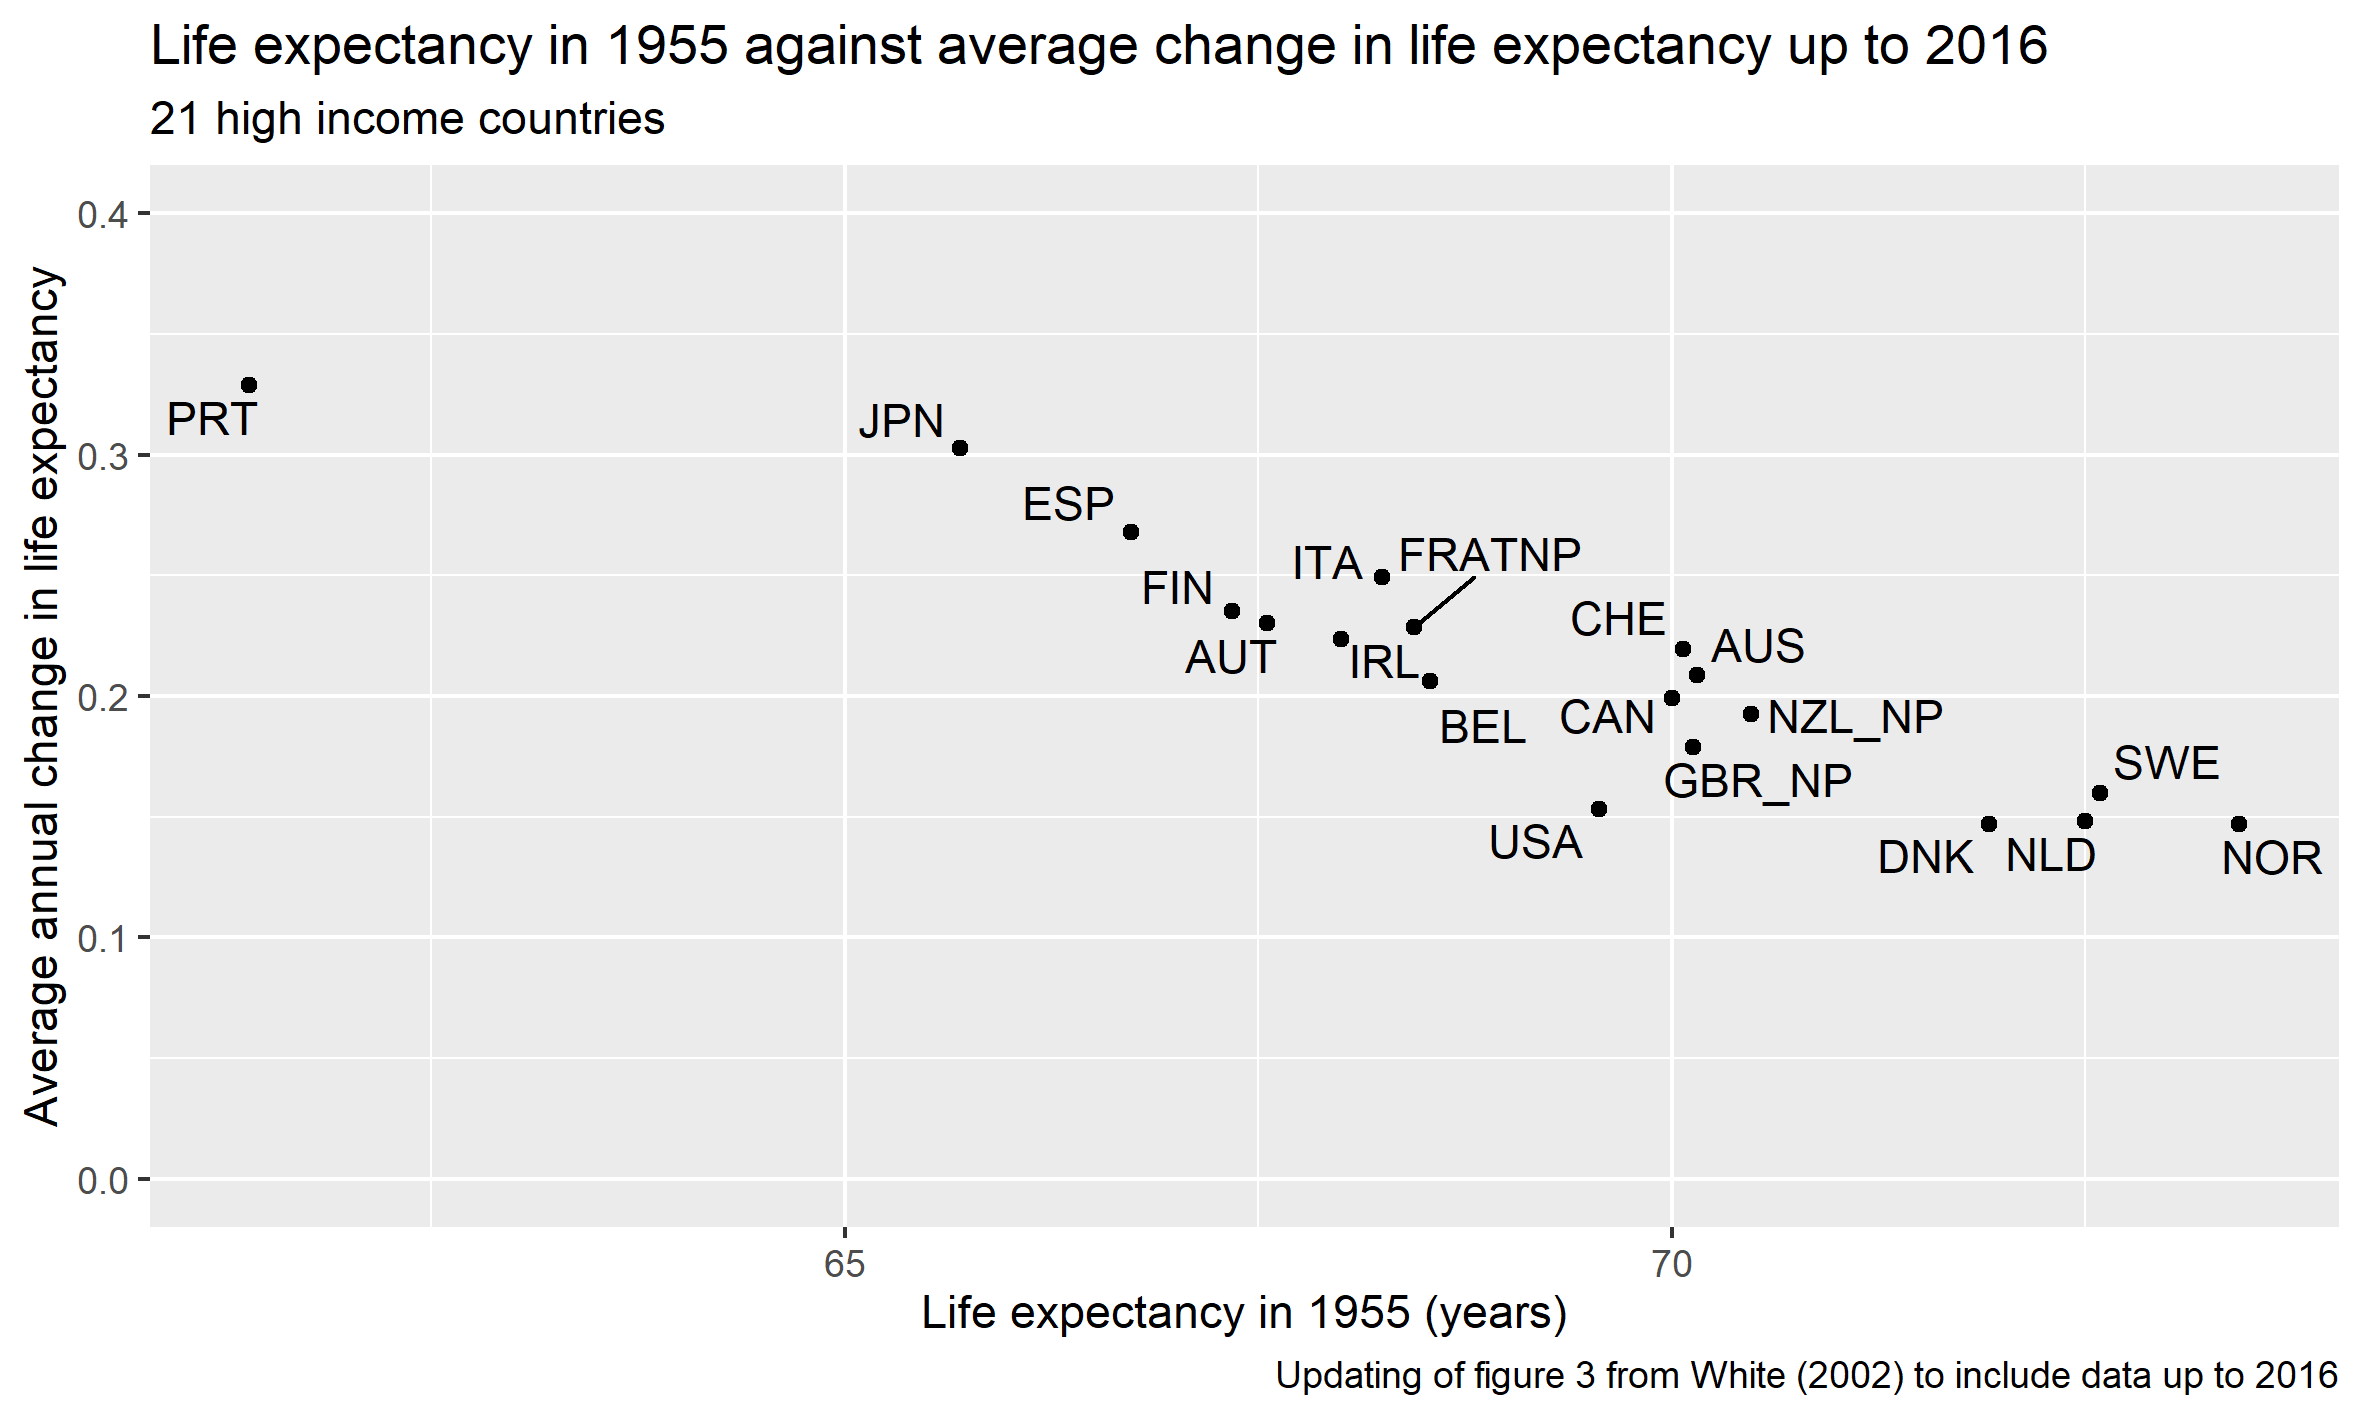 Life expectancy in 1955 against average change in life expectancy up to 2016
21 high income countries
Average annual change in life expectancy
0.4
0.3
0.2
0.1
0.0
PRT
JPN
ESP
FIN
ITA
FRATNP
AUT
IRL
BEL
CHE
AUS
CAN
NZL_NP
GBR_NP
USA
SWE
DNK
NLD
NOR
65
70
Life expectancy in 1955 (years)
Updating of figure 3 from White (2002) to include data up to 2016